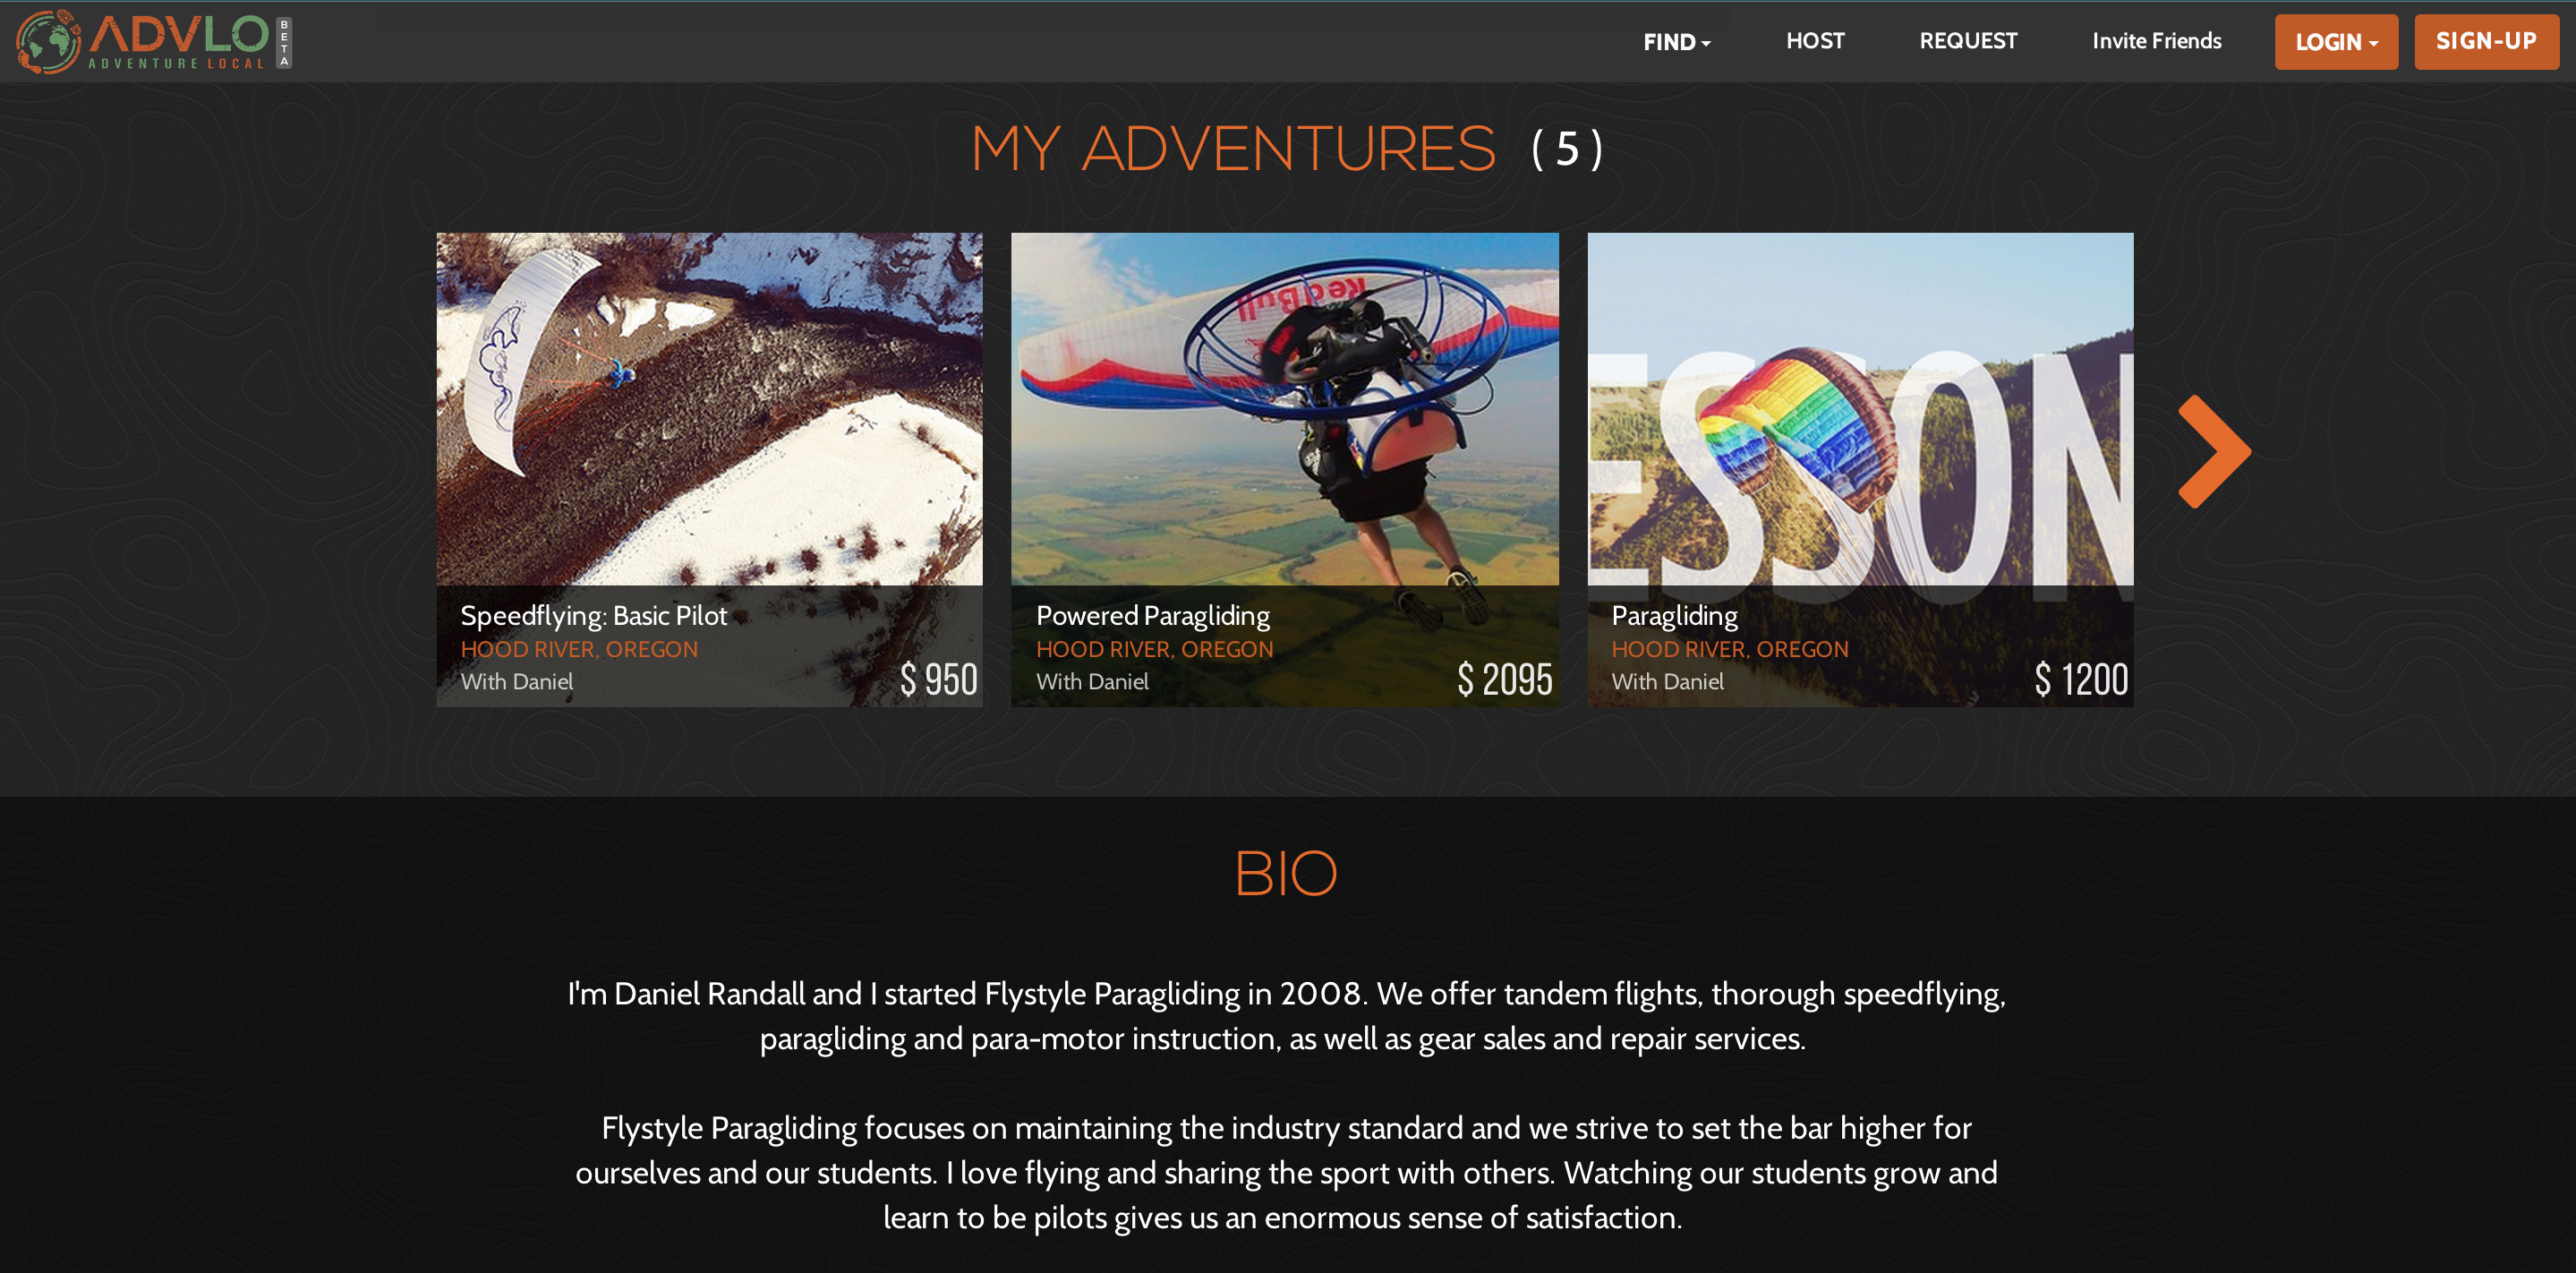 ADVLO
BETA
ADVENTURE LOCAL
FIND
HOST
REQUEST
Invite Friends
LOGIN
SIGN-UP
MY ADVENTURES ( 5 )
Red Bull
ESSON
Speedflying: Basic Pilot
HOOD RIVER, OREGON
With Daniel
$ 950
Powered Paragliding
HOOD RIVER, OREGON
With Daniel
$ 2095
Paragliding
HOOD RIVER, OREGON
With Daniel
$ 1200
BIO
I'm Daniel Randall and I started Flystyle Paragliding in 2008. We offer tandem flights, thorough speedflying,
paragliding and para-motor instruction, as well as gear sales and repair services.
Flystyle Paragliding focuses on maintaining the industry standard and we strive to set the bar higher for
ourselves and our students. I love flying and sharing the sport with others. Watching our students grow and
learn to be pilots gives us an enormous sense of satisfaction.